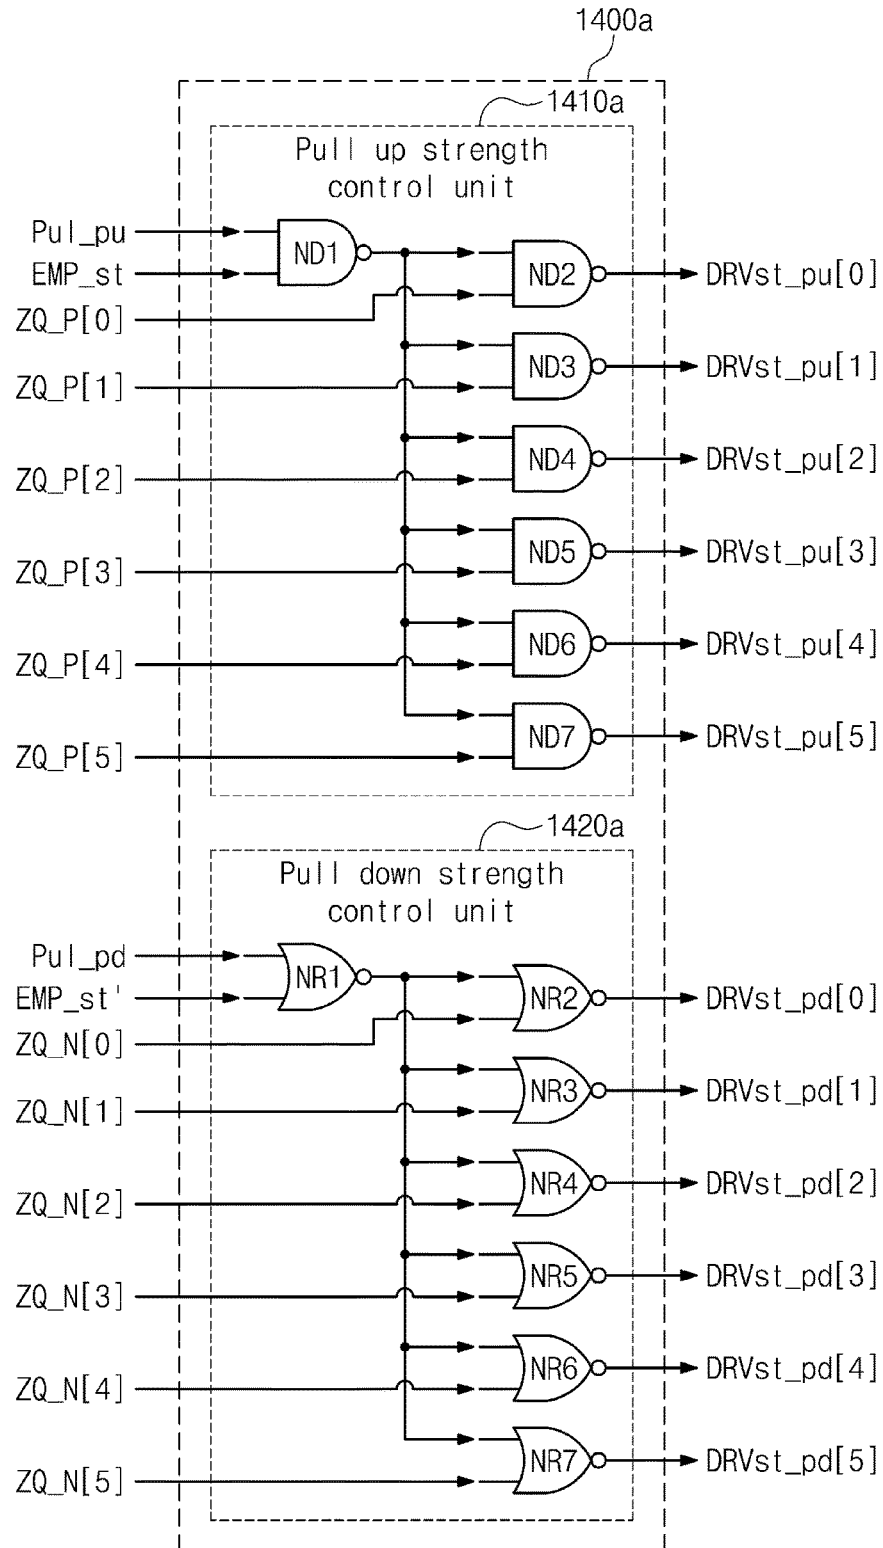 1400a
1410a
Pull up strength
control unit
Pul_pu
EMP_st
ZQ_P[0]
ZQ_P[1]
ZQ_P[2]
ZQ_P[3]
ZQ_P[4]
ZQ_P[5]
ND1
ND2
ND3
ND4
ND5
ND6
ND7
DRVst_pu[0]
DRVst_pu[1]
DRVst_pu[2]
DRVst_pu[3]
DRVst_pu[4]
DRVst_pu[5]
1420a
Pull down strength
control unit
Pul_pd
EMP_st'
ZQ_N[0]
ZQ_N[1]
ZQ_N[2]
ZQ_N[3]
ZQ_N[4]
ZQ_N[5]
NR1
NR2
NR3
NR4
NR5
NR6
NR7
DRVst_pd[0]
DRVst_pd[1]
DRVst_pd[2]
DRVst_pd[3]
DRVst_pd[4]
DRVst_pd[5]